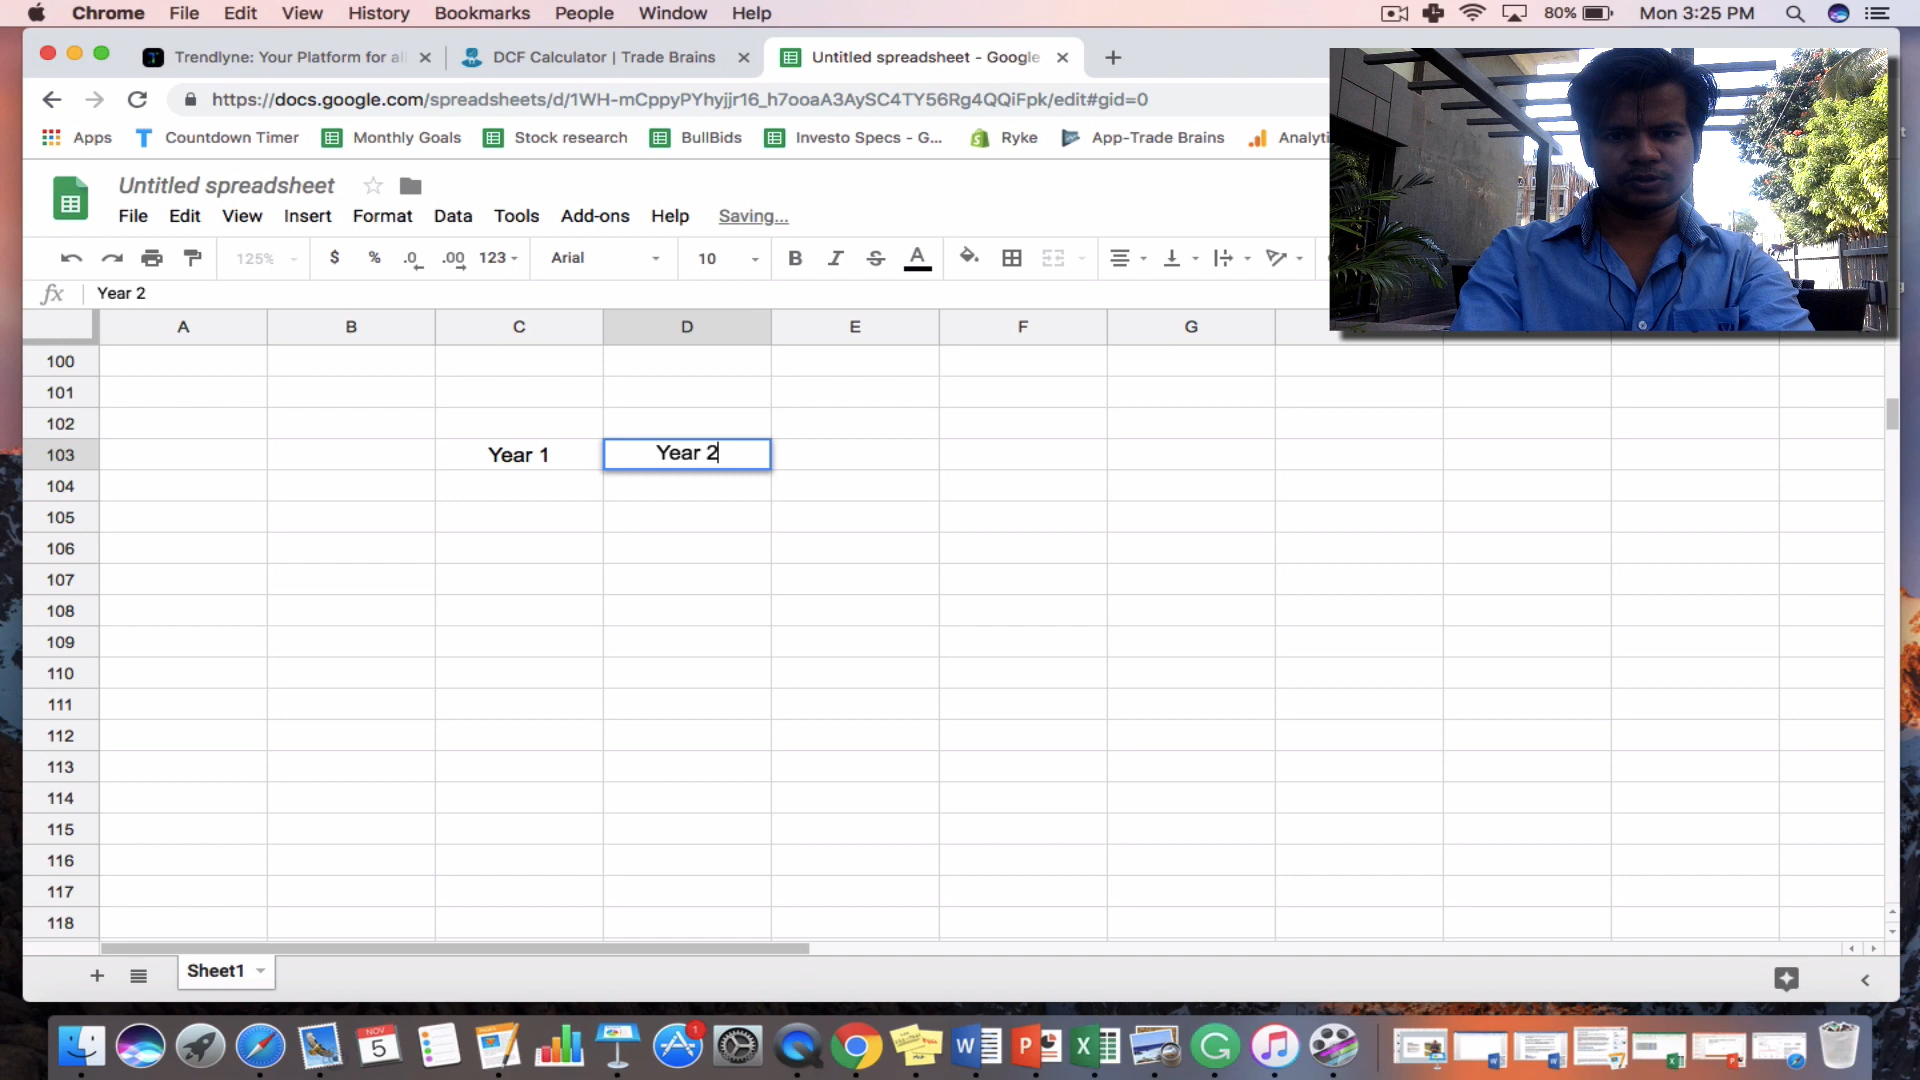 Chrome File Edit View History Bookmarks People Window Help 80% Mon 3:25 PM
Trendlyne: Your Platform for al DCF Calculator | Trade Brains Untitled spreadsheet - Google
https://docs.google.com/spreadsheets/d/1WH-mCppyPYhyjjr16_h7ooaA3AySC4TY56Rg4QQiFpk/edit#gid=0
Apps Countdown Timer Monthly Goals Stock research BullBids Investo Specs - G... Ryke App-Trade Brains Analyti
Untitled spreadsheet
File Edit View Insert Format Data Tools Add-ons Help Saving...
125% $ % .0 .00 123 Arial 10 B I S A
fx Year 2
A B C D E F G
100
101
102
103 Year 1 Year 2
104
105
106
107
108
109
110
111
112
113
114
115
116
117
118
+ Sheet1
NOV
5
1
W P X